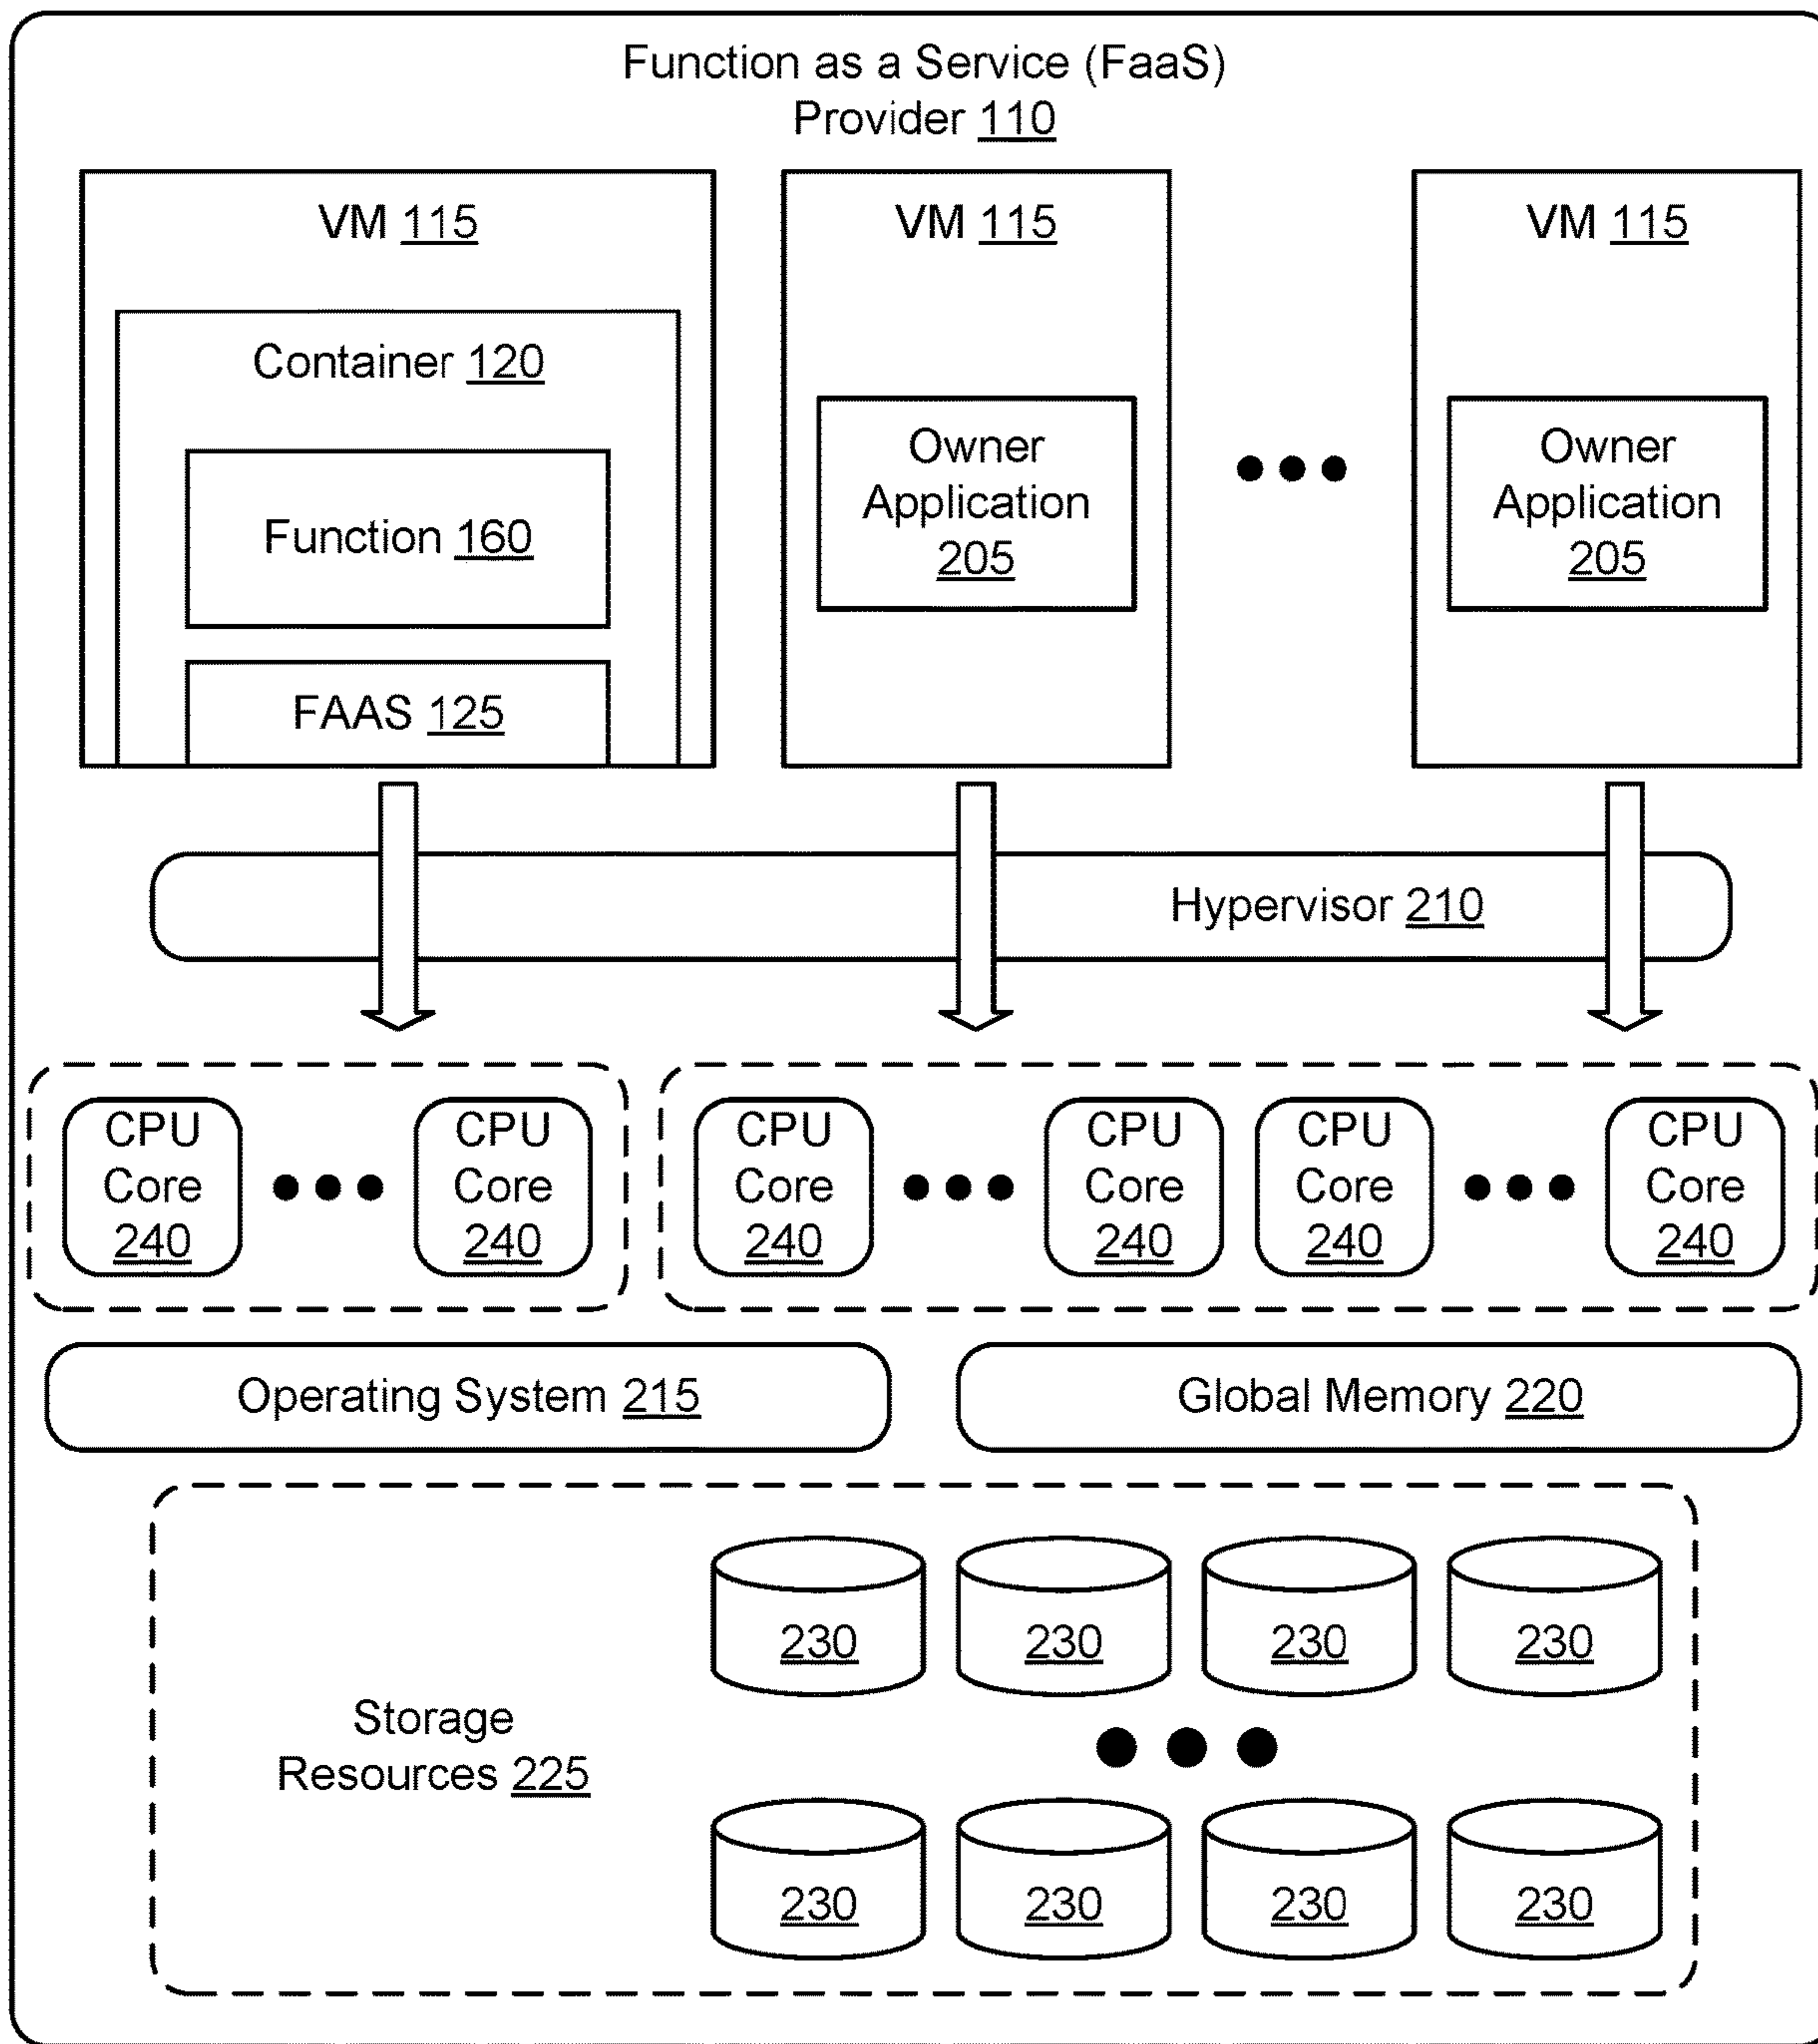 Function as a Service (FaaS)
Provider 110
VM 115
Container 120
Function 160
FAAS 125
VM 115
Owner
Application
205
VM 115
Owner
Application
205
Hypervisor 210
CPU
Core
240
CPU
Core
240
CPU
Core
240
CPU
Core
240
CPU
Core
240
CPU
Core
240
Operating System 215
Global Memory 220
Storage
Resources 225
230
230
230
230
230
230
230
230